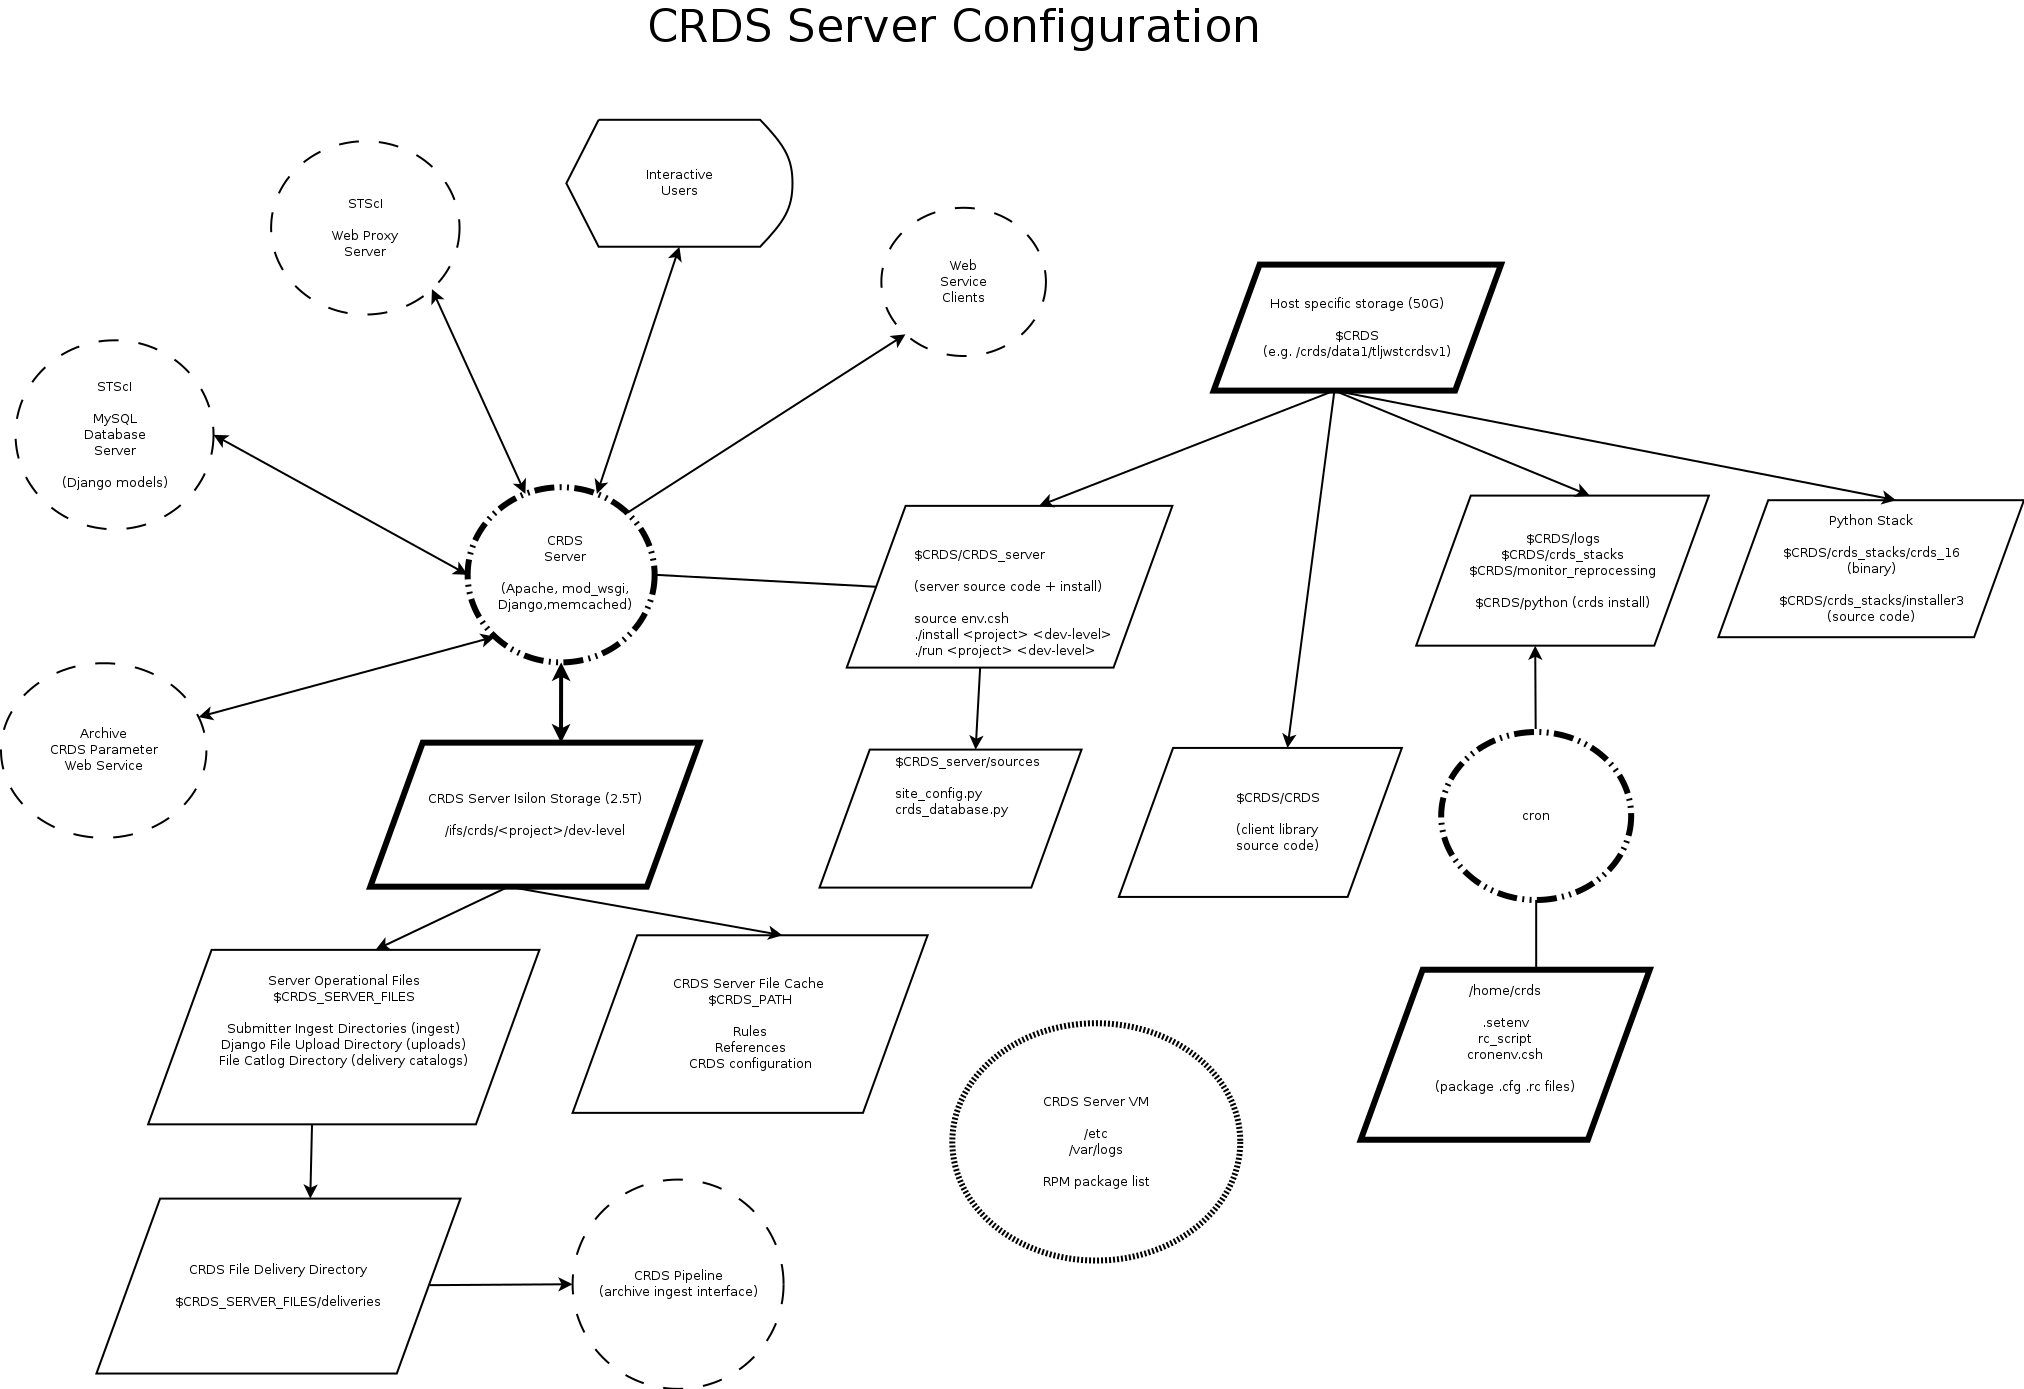 CRDS Server Configuration
Interactive
Users
STScI
Web Proxy
Server
Web
Service
Clients
Host specific storage (50G)
$CRDS
(e.g. /crds/data1/tljwstcrdsv1)
STScI
MySQL
Database
Server
(Django models)
CRDS
Server
(Apache, mod_wsgi,
Django,memcached)
$CRDS/CRDS_server
(server source code + install)
source env.csh
./install <project> <dev-level>
./run <project> <dev-level>
$CRDS/logs
$CRDS/crds_stacks
$CRDS/monitor_reprocessing
$CRDS/python (crds install)
Python Stack
$CRDS/crds_stacks/crds_16
(binary)
$CRDS/crds_stacks/installer3
(source code)
Archive
CRDS Parameter
Web Service
CRDS Server Isilon Storage (2.5T)
/ifs/crds/<project>/dev-level
$CRDS_server/sources
site_config.py
crds_database.py
$CRDS/CRDS
(client library
source code)
cron
Server Operational Files
$CRDS_SERVER_FILES
Submitter Ingest Directories (ingest)
Django File Upload Directory (uploads)
File Catlog Directory (delivery catalogs)
CRDS Server File Cache
$CRDS_PATH
Rules
References
CRDS configuration
/home/crds
.setenv
rc_script
cronenv.csh
(package .cfg .rc files)
CRDS Server VM
/etc
/var/logs
RPM package list
CRDS File Delivery Directory
$CRDS_SERVER_FILES/deliveries
CRDS Pipeline
(archive ingest interface)